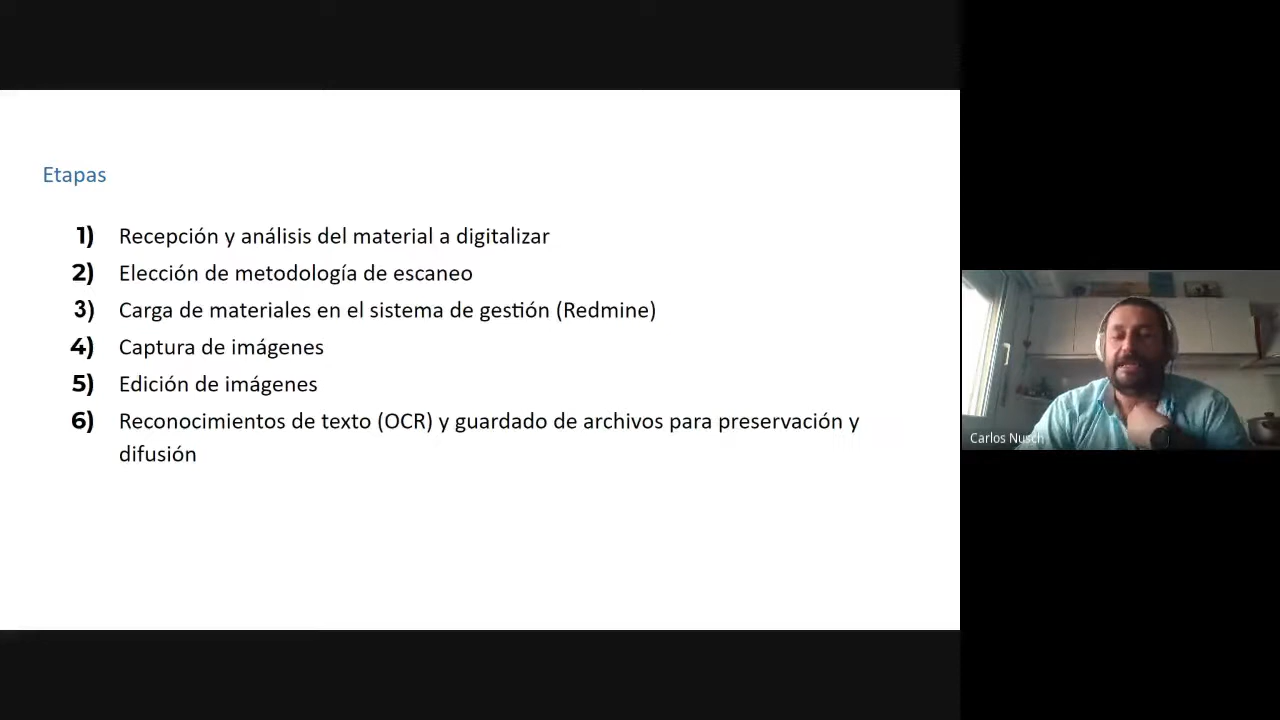 Etapas
1) Recepción y análisis del material a digitalizar
2) Elección de metodología de escaneo
3) Carga de materiales en el sistema de gestión (Redmine)
4) Captura de imágenes
5) Edición de imágenes
6) Reconocimientos de texto (OCR) y guardado de archivos para preservación y
difusión
Carlos Nusch